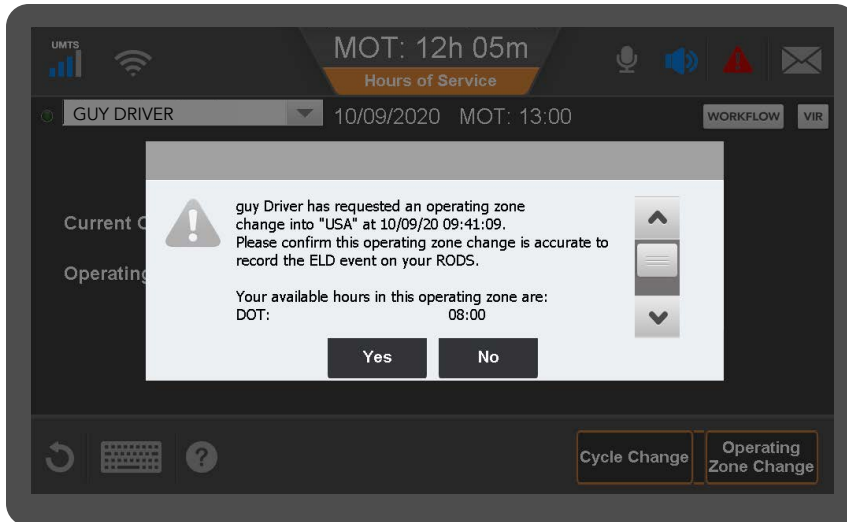 UMTS
MOT: 12h 05m
Hours of Service
GUY DRIVER
10/09/2020 MOT: 13:00
WORKFLOW
VIR
guy Driver has requested an operating zone
change into "USA" at 10/09/20 09:41:09.
Please confirm this operating zone change is accurate to
record the ELD event on your RODS.
Your available hours in this operating zone are:
DOT: 08:00
Current C
Operating
Yes
No
?
Cycle Change
Operating
Zone Change